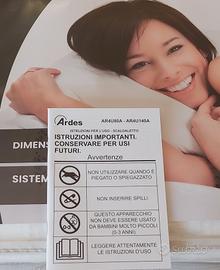 Ardes
AR4U80A - AR4U140A
ISTRUZIONI PER L'USO - SCALDALETTO
ISTRUZIONI IMPORTANTI.
CONSERVARE PER USI
FUTURI.
Avvertenze
NON UTILIZZARE QUANDO È
PIEGATO O SPIEGAZZATO
NON INSERIRE SPILLI
QUESTO APPARECCHIO
NON DEVE ESSERE USATO
DA BAMBINI MOLTO PICCOLI
(0-3 ANNI)
LEGGERE ATTENTAMENTE
LE ISTRUZIONI D'USO
DIMENS
SISTEM